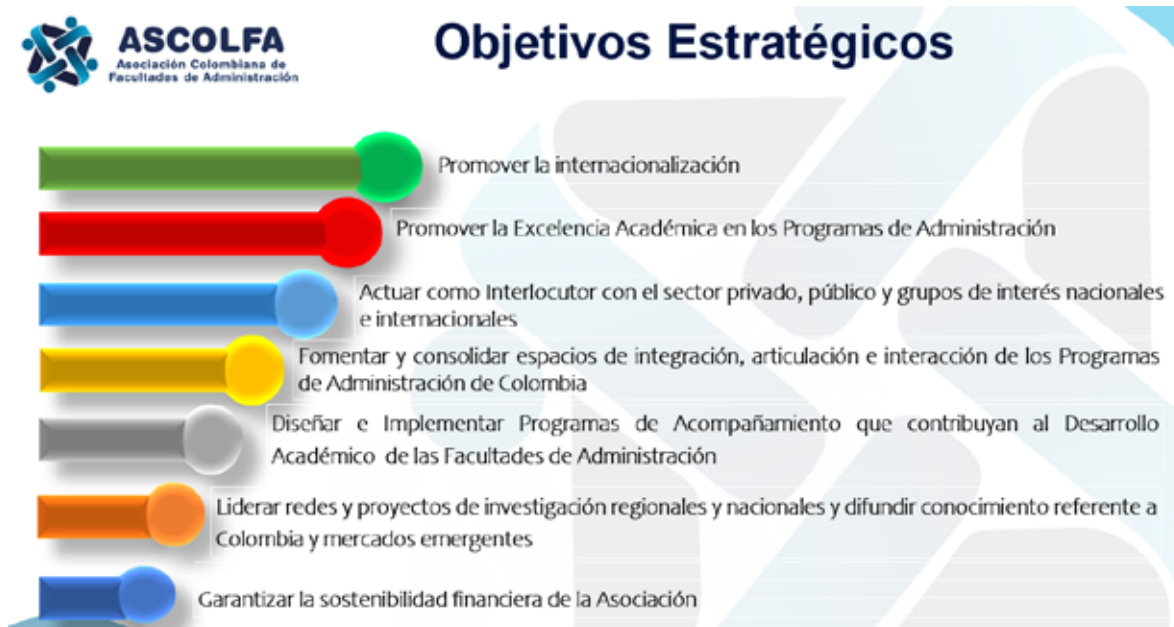 ASCOLFA
Asociación Colombiana de
Facultades de Administración
Objetivos Estratégicos
Promover la internacionalización
Promover la Excelencia Académica en los Programas de Administración
Actuar como Interlocutor con el sector privado, público y grupos de interés nacionales
e internacionales
Fomentar y consolidar espacios de integración, articulación e interacción de los Programas
de Administración de Colombia
Diseñar e Implementar Programas de Acompañamiento que contribuyan al Desarrollo
Académico de las Facultades de Administración
Liderar redes y proyectos de investigación regionales y nacionales y difundir conocimiento referente a
Colombia y mercados emergentes
Garantizar la sostenibilidad financiera de la Asociación